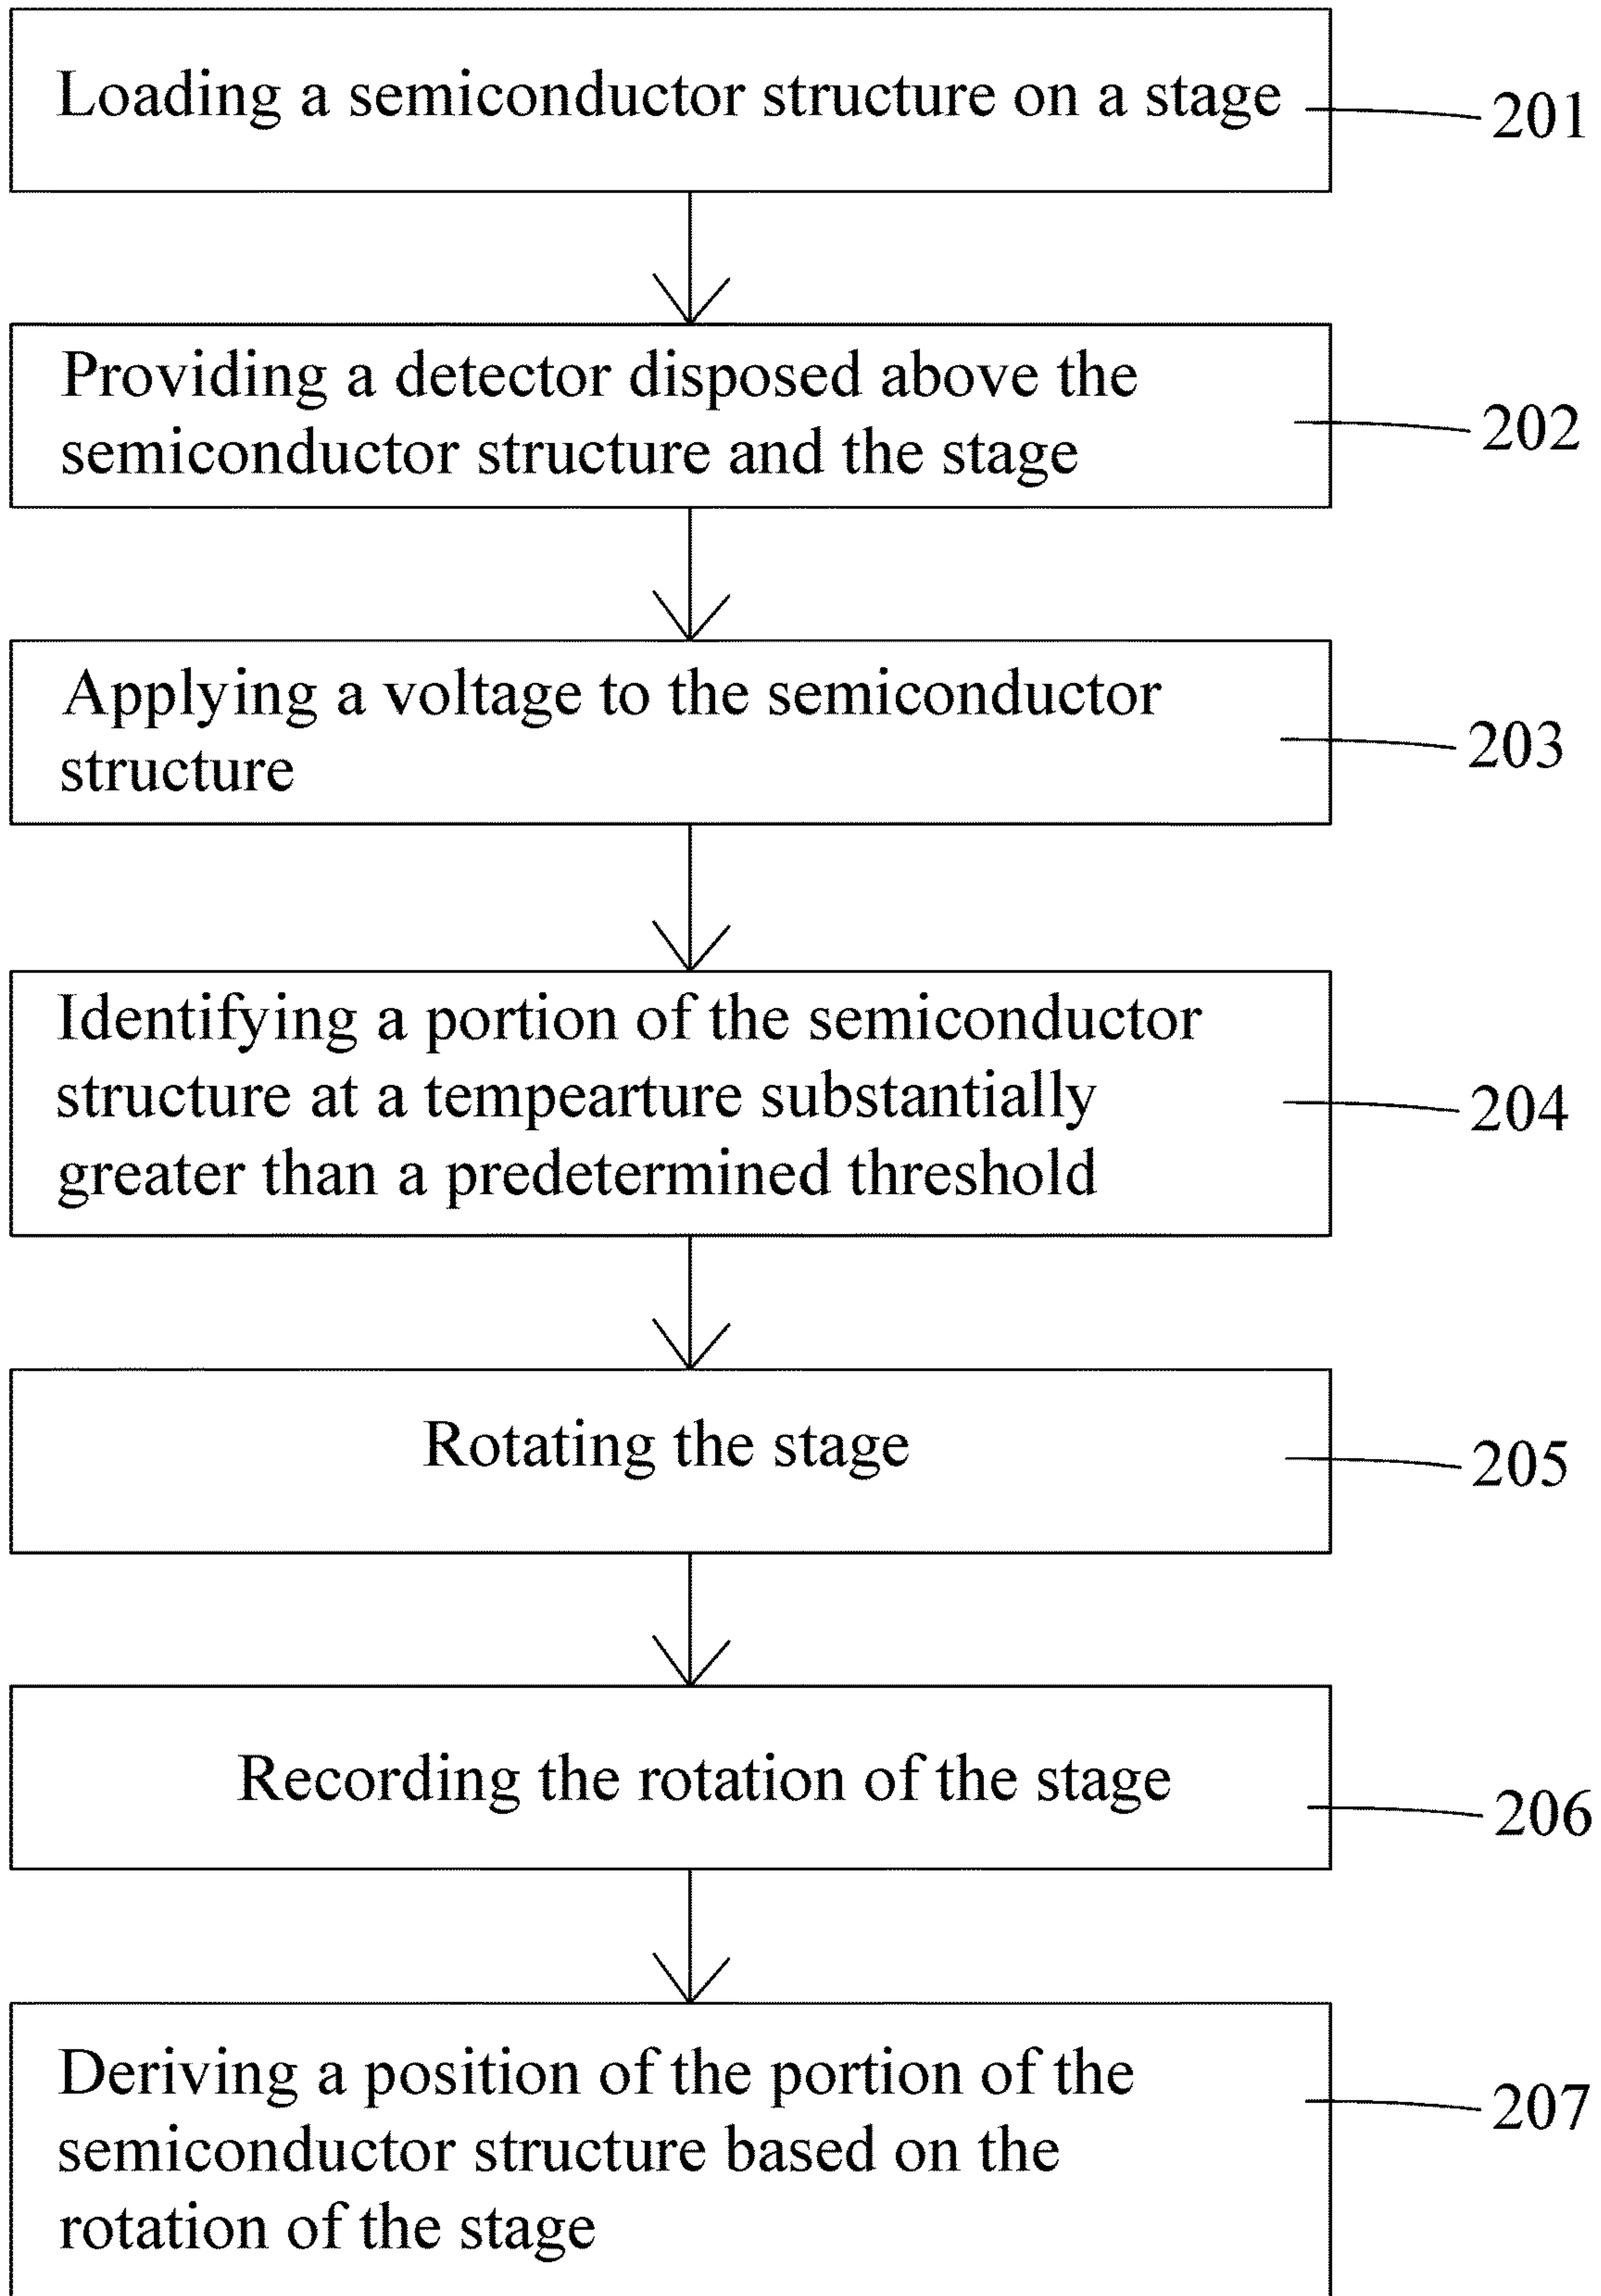 Loading a semiconductor structure on a stage
201
Providing a detector disposed above the
semiconductor structure and the stage
202
Applying a voltage to the semiconductor
structure
203
Identifying a portion of the semiconductor
structure at a tempearture substantially
greater than a predetermined threshold
204
Rotating the stage
205
Recording the rotation of the stage
206
Deriving a position of the portion of the
semiconductor structure based on the
rotation of the stage
207